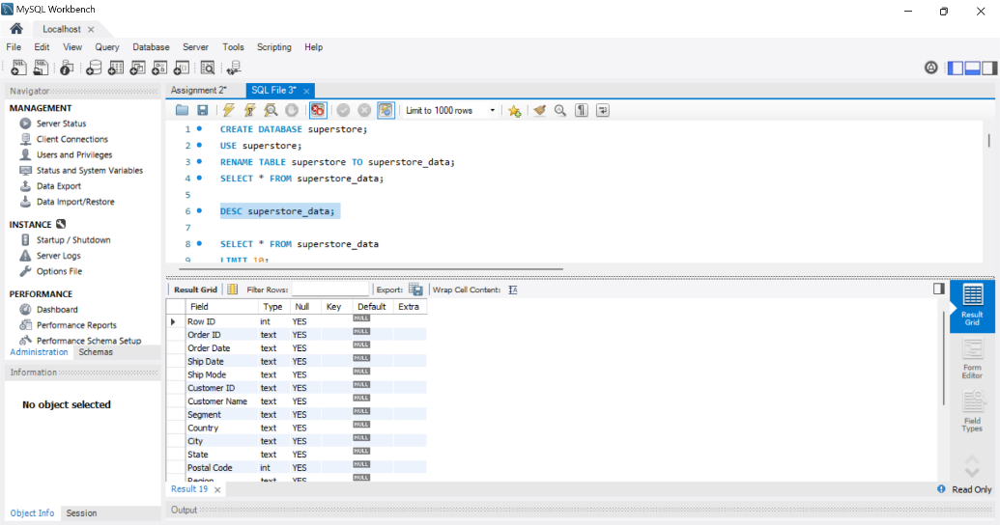 MySQL Workbench
Localhost
File Edit View Query Database Server Tools Scripting Help
Navigator
MANAGEMENT
Server Status
Client Connections
Users and Privileges
Status and System Variables
Data Export
Data Import/Restore
INSTANCE
Startup / Shutdown
Server Logs
Options File
PERFORMANCE
Dashboard
Performance Reports
Performance Schema Setup
Administration Schemas
Information
No object selected
Object Info Session
Assignment 2* SQL File 3*
Limit to 1000 rows
1 CREATE DATABASE superstore;
2 USE superstore;
3 RENAME TABLE superstore TO superstore_data;
4 SELECT * FROM superstore_data;
5
6 DESC superstore_data;
7
8 SELECT * FROM superstore_data
9 LIMIT 10;
Result Grid Filter Rows: Export: Wrap Cell Content: IA
Field Type Null Key Default Extra
Row ID int YES NULL
Order ID text YES NULL
Order Date text YES NULL
Ship Date text YES NULL
Ship Mode text YES NULL
Customer ID text YES NULL
Customer Name text YES NULL
Segment text YES NULL
Country text YES NULL
City text YES NULL
State text YES NULL
Postal Code int YES NULL
Region text YES NULL
Result 19
Result
Grid
Form
Editor
Field
Types
Read Only
Output